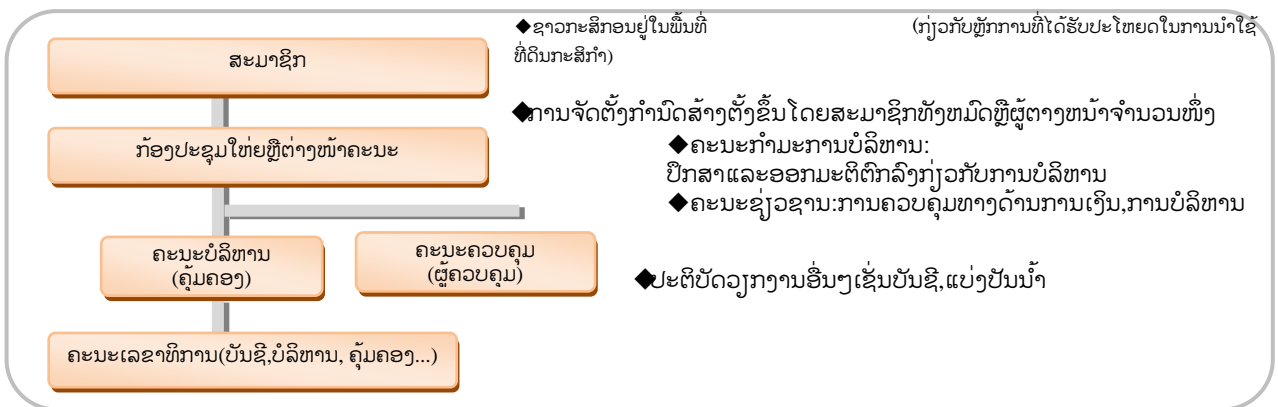 ສະມາຊິກ
ກ້ອງປະຊຸມໃຫ່ຍຫຼືຕ່າງໜ້າຄະນະ
ຄະນະບໍລິຫານ
(ຄຸ້ມຄອງ)
ຄະນະຄວບຄຸມ
(ຜູ້ຄວບຄຸມ)
ຄະນະເລຂາທິການ(ບັນຊີ,ບໍລິຫານ, ຄຸ້ມຄອງ...)
◆ຊາວກະສິກອນຢູ່ໃນພື້ນທີ່ (ກ່ຽວກັບຫຼັກການທີ່ໄດ້ຮັບປະໂຫຍດໃນການນຳໃຊ້
ທີ່ດິນກະສິກຳ)
◆ການຈັດຕັ້ງກຳນົດສ້າງຕັ້ງຂຶ້ນໂດຍສະມາຊິກທັງຫມົດຫຼືຜູ້ຕາງຫນ້າຈຳນວນໜຶ່ງ
◆ຄະນະກຳມະການບໍລິຫານ:
ປຶກສາແລະອອກມະຕິຕົກລົງກ່ຽວກັບການບໍລິຫານ
◆ຄະນະຊ່ຽວຊານ:ການຄວບຄຸມທາງດ້ານການເງິນ,ການບໍລິຫານ
◆ປະຕິບັດວຽກງານອື່ນໆເຊັ່ນບັນຊີ,ແບ່ງປັນນ້ຳ